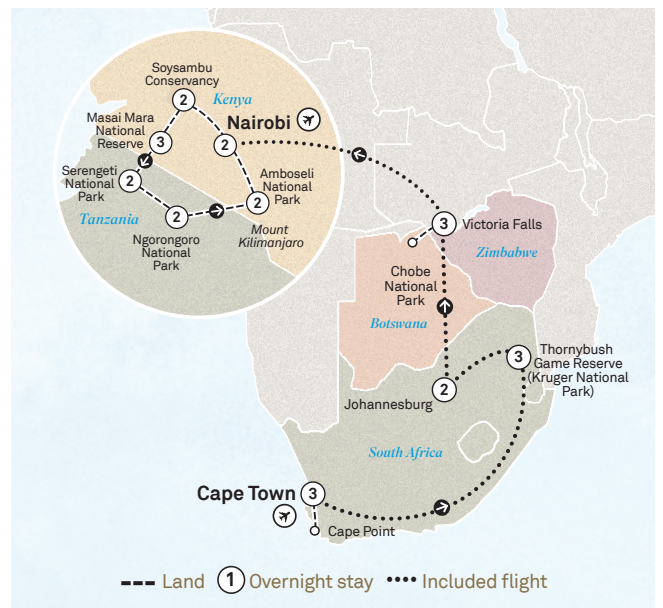 Soysambu
Conservancy
2
Kenya
Masai Mara
National
Reserve
3
Nairobi
2
Serengeti
National
Park
2
Amboseli
National
Park
2
Tanzania
2
Ngorongoro
National
Park
Mount
Kilimanjaro
3
Victoria Falls
Zimbabwe
Chobe
National
Park
Botswana
Thornybush
Game Reserve
(Kruger National
Park)
3
2
Johannesburg
South Africa
Cape Town
3
Cape Point
Land
1 Overnight stay
Included flight